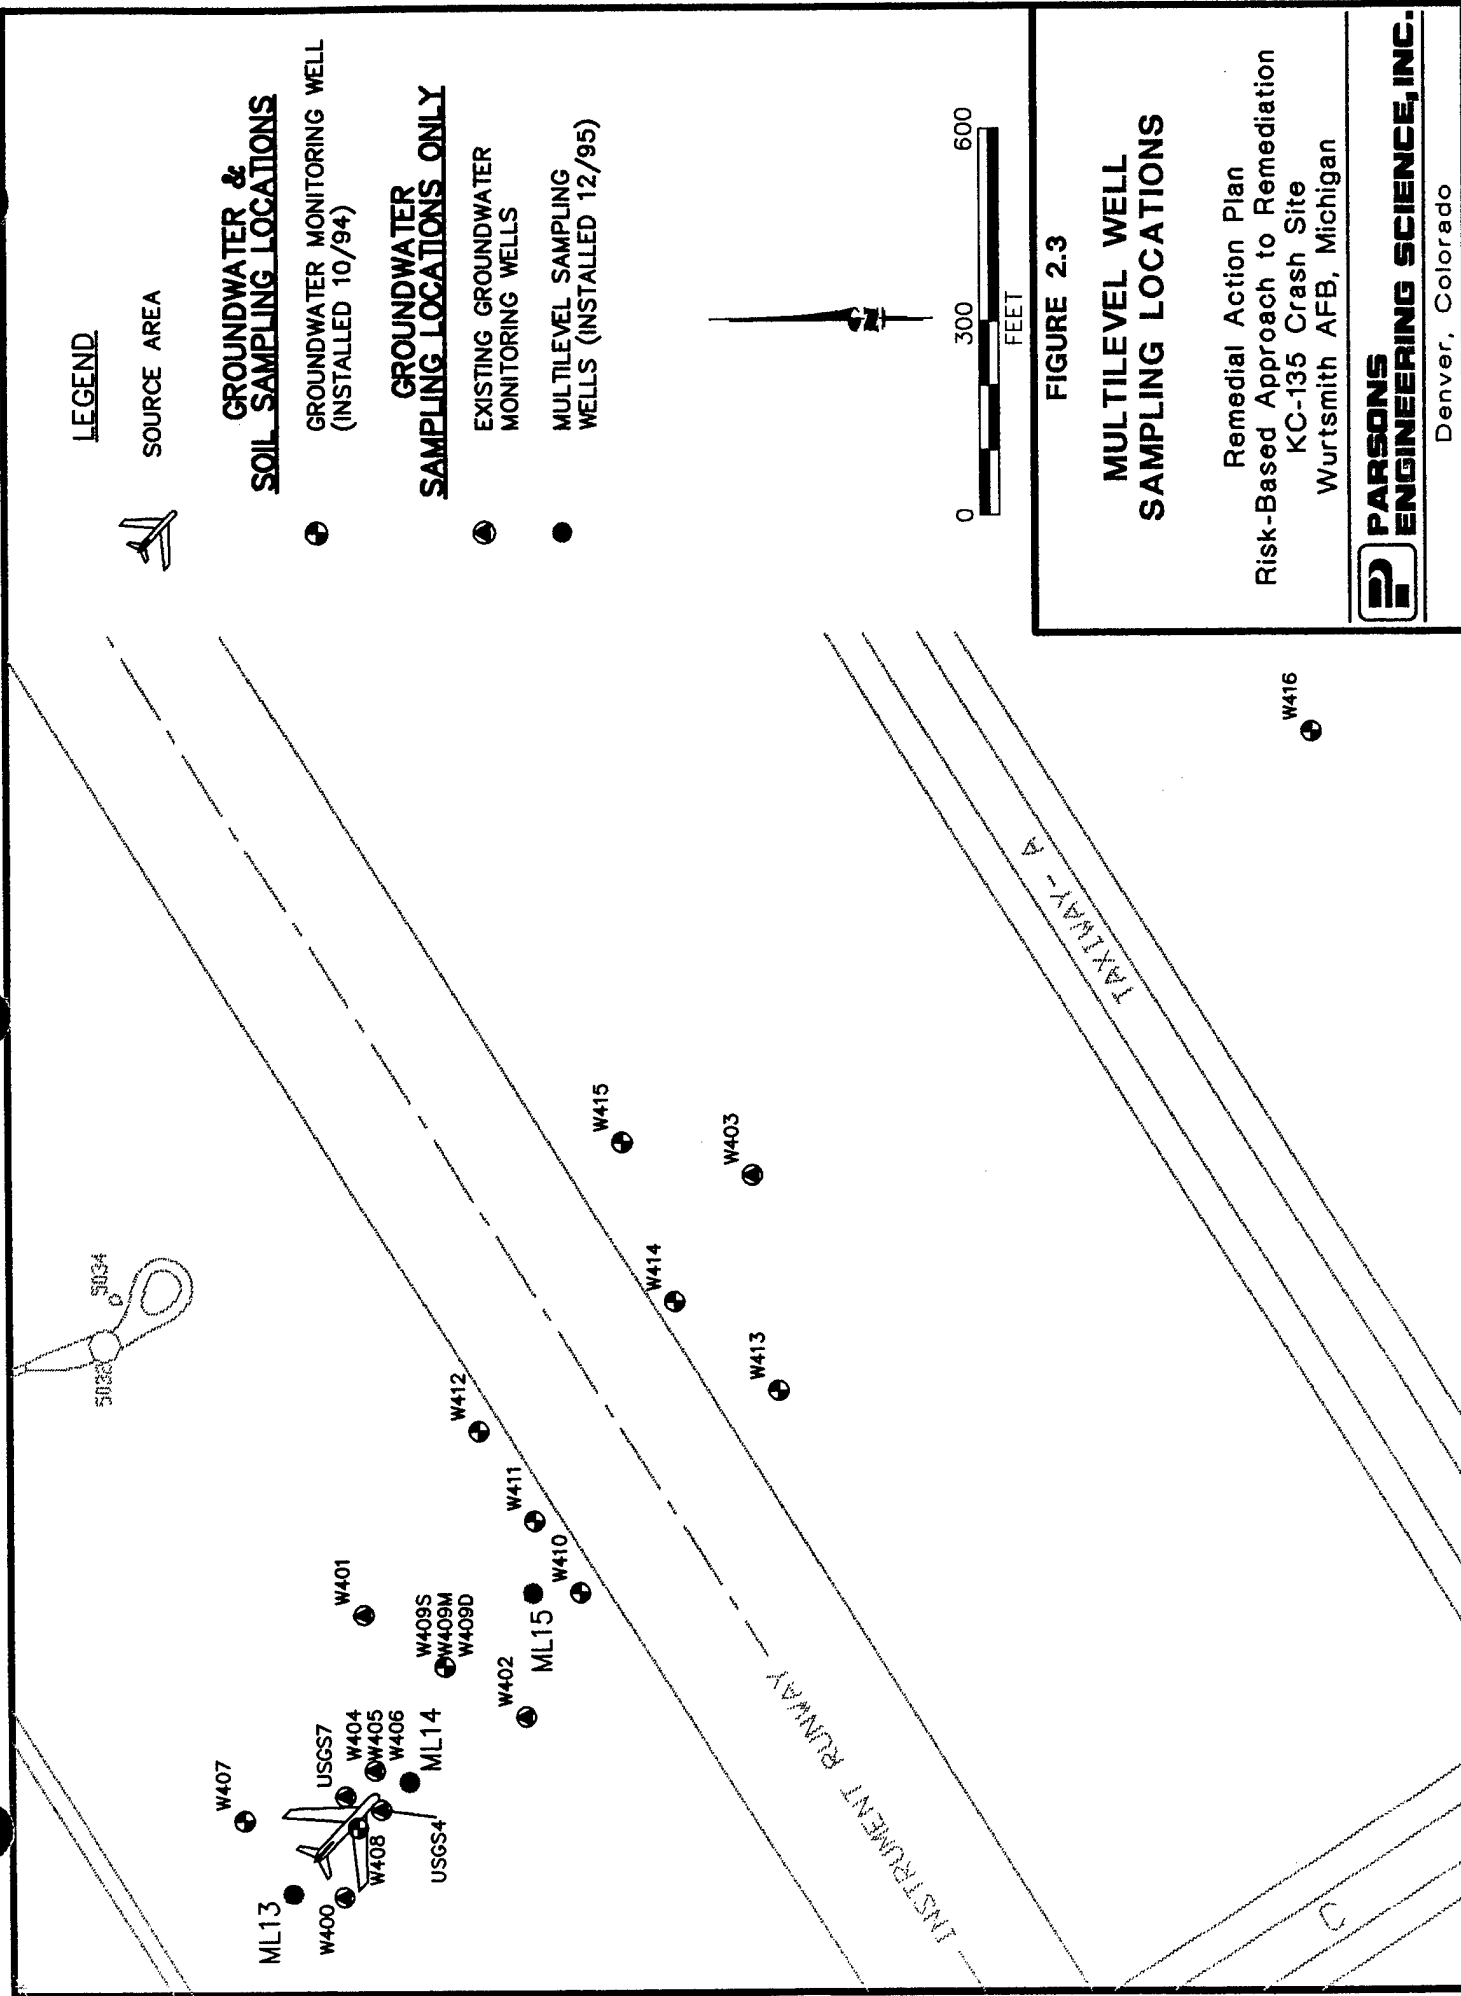 LEGEND
SOURCE AREA
GROUNDWATER &
SOIL SAMPLING LOCATIONS
GROUNDWATER MONITORING WELL
(INSTALLED 10/94)
GROUNDWATER
SAMPLING LOCATIONS ONLY
EXISTING GROUNDWATER
MONITORING WELLS
MULTILEVEL SAMPLING
WELLS (INSTALLED 12/95)
0 300 600
FEET
FIGURE 2.3
MULTILEVEL WELL
SAMPLING LOCATIONS
Remedial Action Plan
Risk-Based Approach to Remediation
KC-135 Crash Site
Wurtsmith AFB, Michigan
PARSONS
ENGINEERING SCIENCE, INC.
Denver, Colorado
5032
5034
W407
ML13
W400
USGS7
W404
W405
W406
ML14
W408
USGS4
W401
W409S
W409M
W409D
W402
ML15
W410
W411
W412
W413
W414
W415
W403
W416
INSTRUMENT RUNWAY
TAXIWAY-A